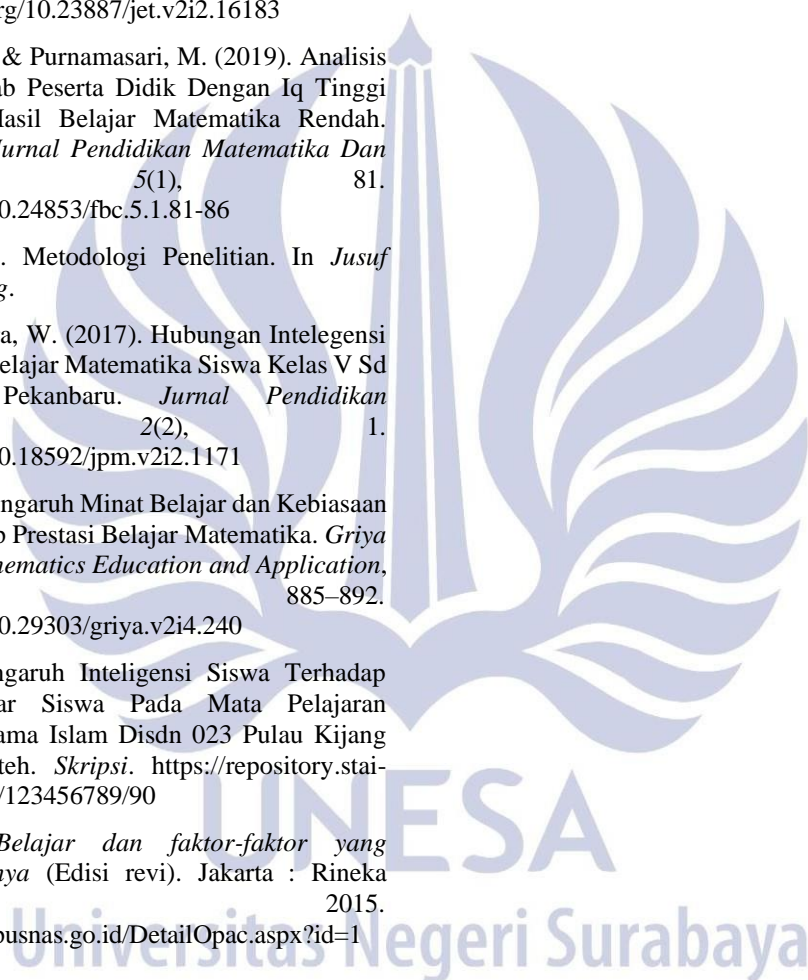 rg/10.23887/jet.v2i2.16183
& Purnamasari, M. (2019). Analisis
ab Peserta Didik Dengan Iq Tinggi
Hasil Belajar Matematika Rendah.
Jurnal Pendidikan Matematika Dan
5(1), 81.
0.24853/fbc.5.1.81-86
. Metodologi Penelitian. In Jusuf
g.
a, W. (2017). Hubungan Intelegensi
Belajar Matematika Siswa Kelas V Sd
Pekanbaru. Jurnal Pendidikan
2(2), 1.
0.18592/jpm.v2i2.1171
ngaruh Minat Belajar dan Kebiasaan
p Prestasi Belajar Matematika. Griya
hematics Education and Application,
885–892.
0.29303/griya.v2i4.240
ngaruh Inteligensi Siswa Terhadap
ar Siswa Pada Mata Pelajaran
ama Islam Disdn 023 Pulau Kijang
teh. Skripsi. https://repository.stai-
/123456789/90
Belajar dan faktor-faktor yang
nya (Edisi revi). Jakarta : Rineka
2015.
pusnas.go.id/DetailOpac.aspx?id=1
UNESA
Universitas Negeri Surabaya